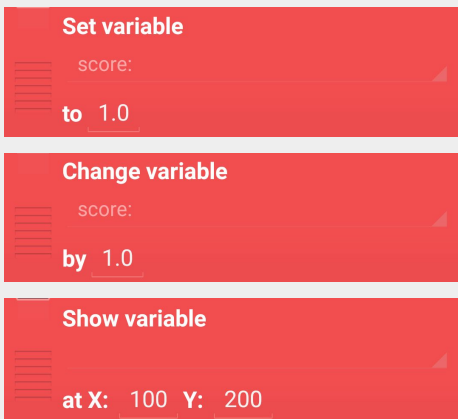 Set variable
score:
to 1.0
Change variable
score:
by 1.0
Show variable
at X: 100 Y: 200